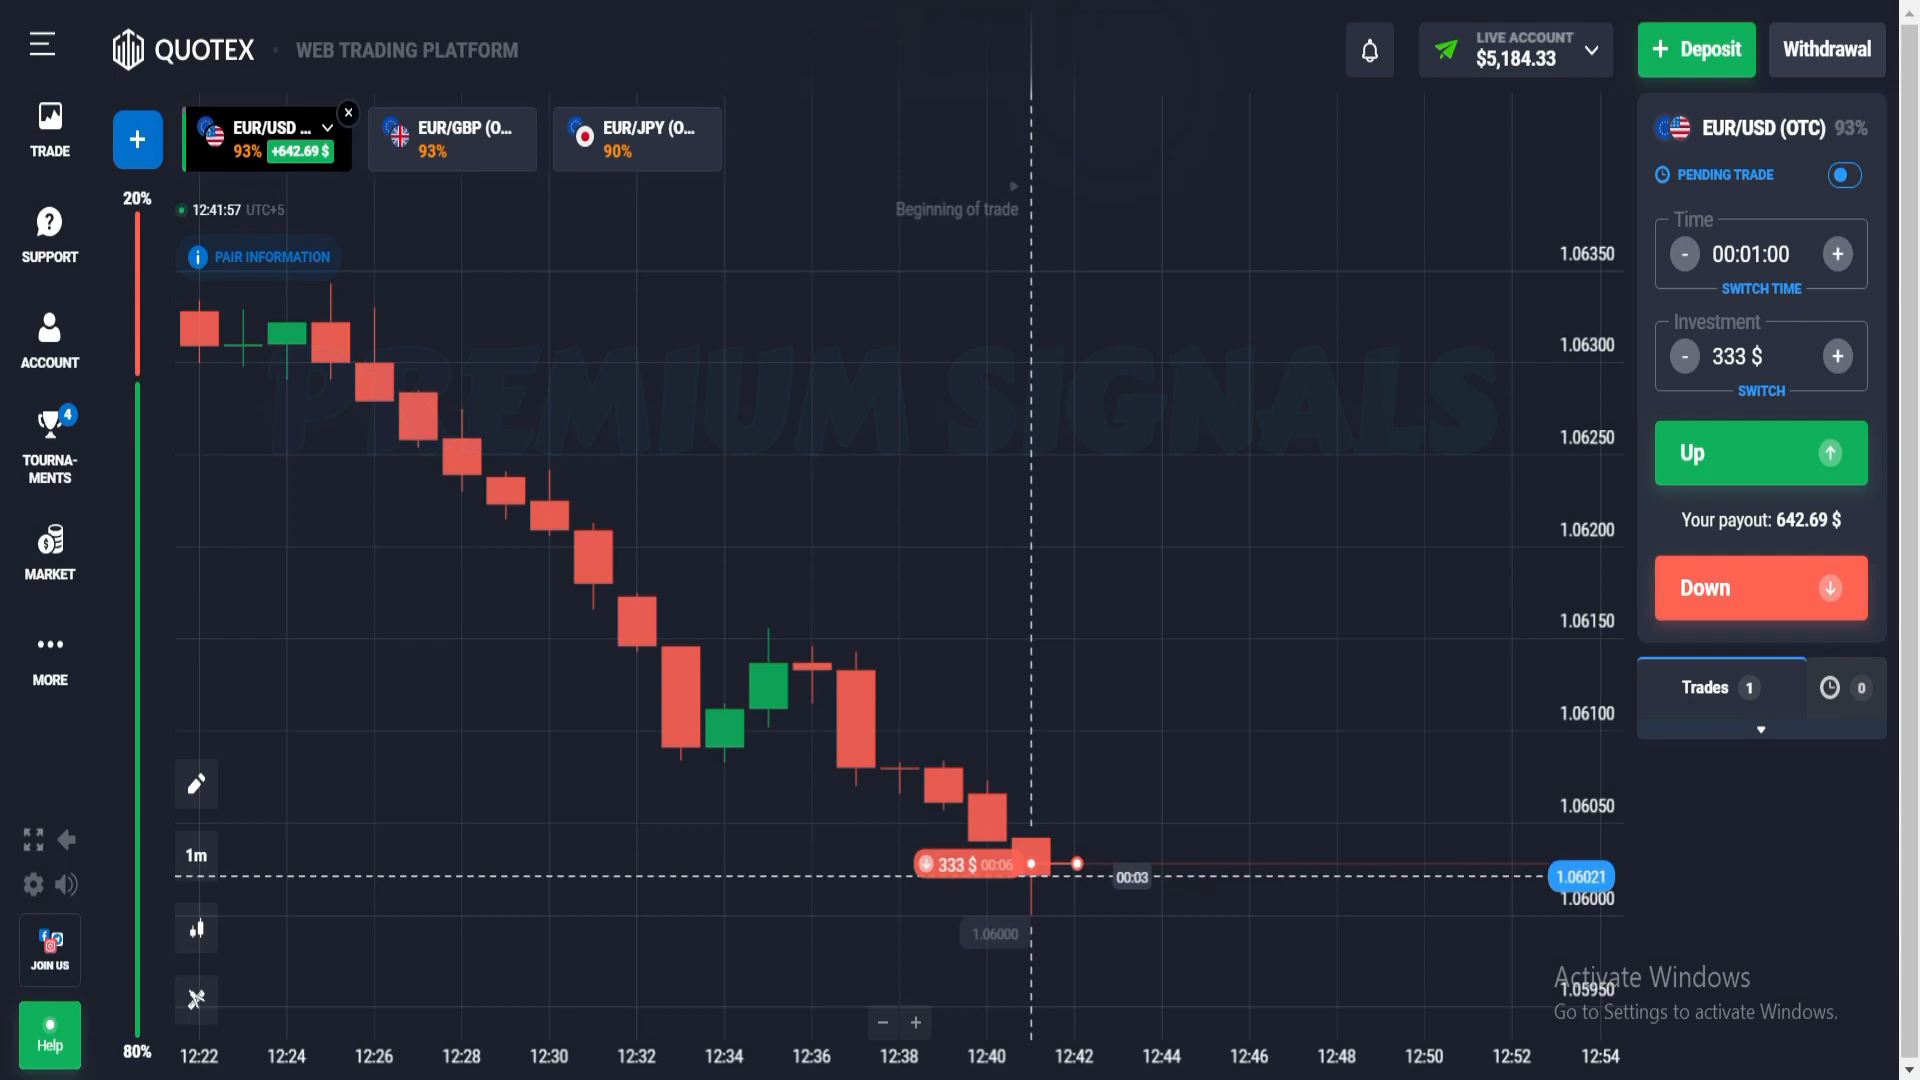 QUOTEX · WEB TRADING PLATFORM
LIVE ACCOUNT
$5,184.33
+ Deposit
Withdrawal
TRADE
SUPPORT
ACCOUNT
4
TOURNA-
MENTS
MARKET
MORE
JOIN US
Help
+
20%
80%
EUR/USD ...
93% +642.69 $
EUR/GBP (O...
93%
EUR/JPY (O...
90%
12:41:57 UTC+5
Beginning of trade
PAIR INFORMATION
PREMIUM SIGNALS
1m
333 $ 00:06
00:03
1.06000
1.06350
1.06300
1.06250
1.06200
1.06150
1.06100
1.06050
1.06021
1.06000
1.05950
- +
12:22 12:24 12:26 12:28 12:30 12:32 12:34 12:36 12:38 12:40 12:42 12:44 12:46 12:48 12:50 12:52 12:54
EUR/USD (OTC) 93%
PENDING TRADE
Time
- 00:01:00 +
SWITCH TIME
Investment
- 333 $ +
SWITCH
Up
Your payout: 642.69 $
Down
Trades 1
0
Activate Windows
Go to Settings to activate Windows.